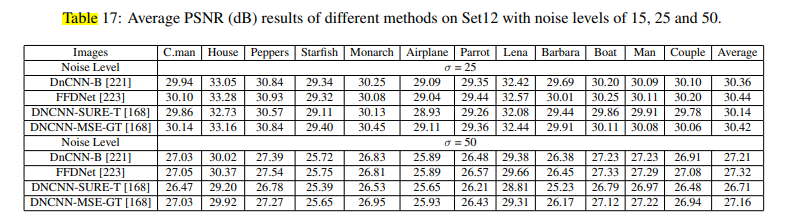 Table 17: Average PSNR (dB) results of different methods on Set12 with noise levels of 15, 25 and 50.
Images C.man House Peppers Starfish Monarch Airplane Parrot Lena Barbara Boat Man Couple Average
Noise Level σ = 25
DnCNN-B [221] 29.94 33.05 30.84 29.34 30.25 29.09 29.35 32.42 29.69 30.20 30.09 30.10 30.36
FFDNet [223] 30.10 33.28 30.93 29.32 30.08 29.04 29.44 32.57 30.01 30.25 30.11 30.20 30.44
DNCNN-SURE-T [168] 29.86 32.73 30.57 29.11 30.13 28.93 29.26 32.08 29.44 29.86 29.91 29.78 30.14
DNCNN-MSE-GT [168] 30.14 33.16 30.84 29.40 30.45 29.11 29.36 32.44 29.91 30.11 30.08 30.06 30.42
Noise Level σ = 50
DnCNN-B [221] 27.03 30.02 27.39 25.72 26.83 25.89 26.48 29.38 26.38 27.23 27.23 26.91 27.21
FFDNet [223] 27.05 30.37 27.54 25.75 26.81 25.89 26.57 29.66 26.45 27.33 27.29 27.08 27.32
DNCNN-SURE-T [168] 26.47 29.20 26.78 25.39 26.53 25.65 26.21 28.81 25.23 26.79 26.97 26.48 26.71
DNCNN-MSE-GT [168] 27.03 29.92 27.27 25.65 26.95 25.93 26.43 29.31 26.17 27.12 27.22 26.94 27.16